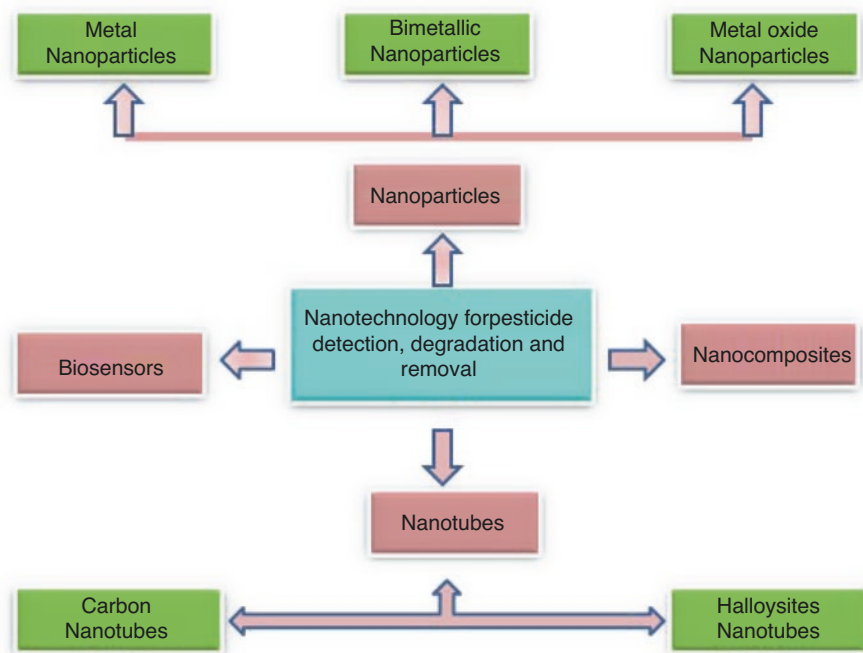 Metal
Nanoparticles
Bimetallic
Nanoparticles
Metal oxide
Nanoparticles
Nanoparticles
Nanotechnology forpesticide
detection, degradation and
removal
Biosensors
Nanocomposites
Nanotubes
Carbon
Nanotubes
Halloysites
Nanotubes